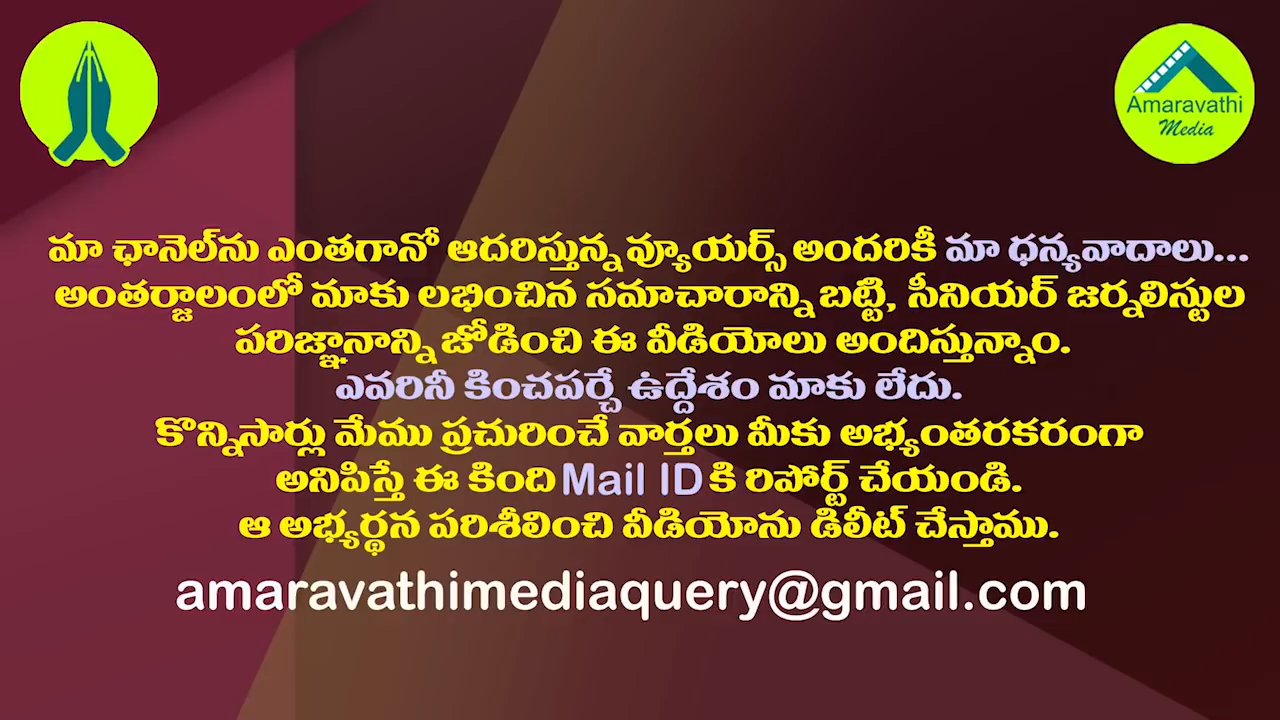 Amaravathi
Media
మా ఛానెల్‌ను ఎంతగానో ఆదరిస్తున్న వ్యూయర్స్ అందరికీ మా ధన్యవాదాలు...
అంతర్జాలంలో మాకు లభించిన సమాచారాన్ని బట్టి, సీనియర్ జర్నలిస్టుల
పరిజ్ఞానాన్ని జోడించి ఈ వీడియోలు అందిస్తున్నాం.
ఎవరినీ కించపర్చే ఉద్దేశం మాకు లేదు.
కొన్నిసార్లు మేము ప్రచురించే వార్తలు మీకు అభ్యంతరకరంగా
అనిపిస్తే ఈ కింది Mail ID కి రిపోర్ట్ చేయండి.
ఆ అభ్యర్థన పరిశీలించి వీడియోను డిలీట్ చేస్తాము.
amaravathimediaquery@gmail.com